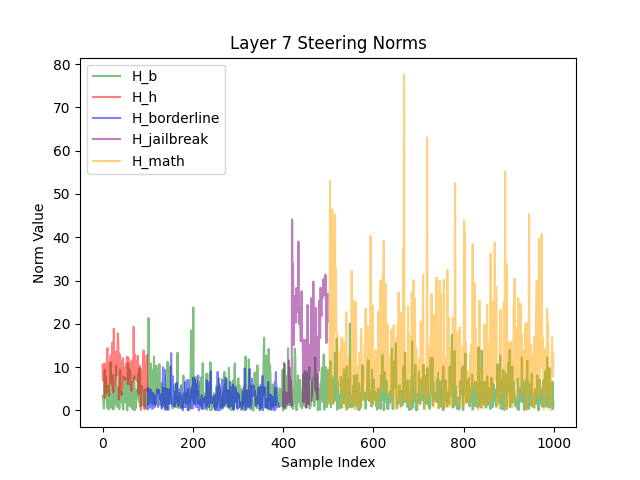 Layer 7 Steering Norms
H_b
H_h
H_borderline
H_jailbreak
H_math
Norm Value
80
70
60
50
40
30
20
10
0
0 200 400 600 800 1000
Sample Index